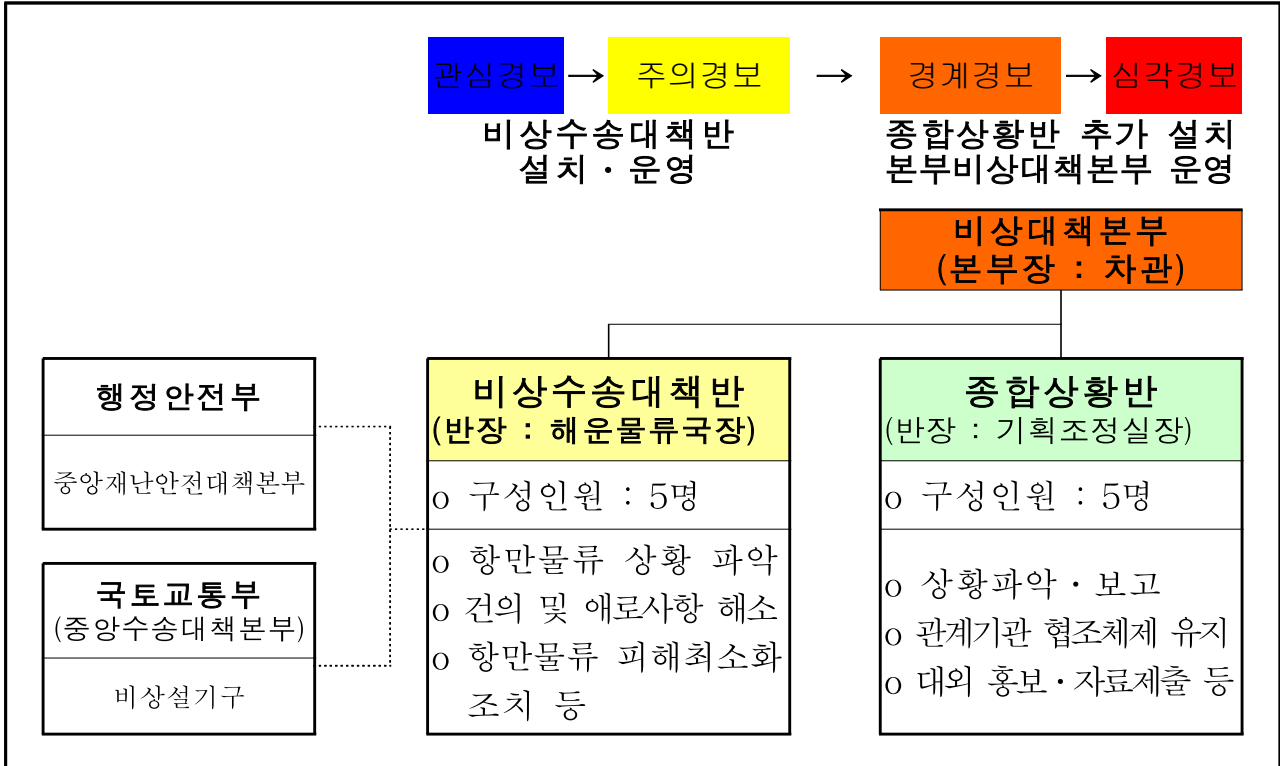 관심경보 → 주의경보 → 경계경보 → 심각경보
비상수송대책반
설치·운영
종합상황반 추가 설치
본부비상대책본부 운영
비상대책본부
(본부장 : 차관)
행정안전부
중앙재난안전대책본부
국토교통부
(중앙수송대책본부)
비상설기구
비상수송대책반
(반장 : 해운물류국장)
o 구성인원 : 5명
o 항만물류 상황 파악
o 건의 및 애로사항 해소
o 항만물류 피해최소화
조치 등
종합상황반
(반장 : 기획조정실장)
o 구성인원 : 5명
o 상황파악·보고
o 관계기관 협조체제 유지
o 대외 홍보·자료제출 등